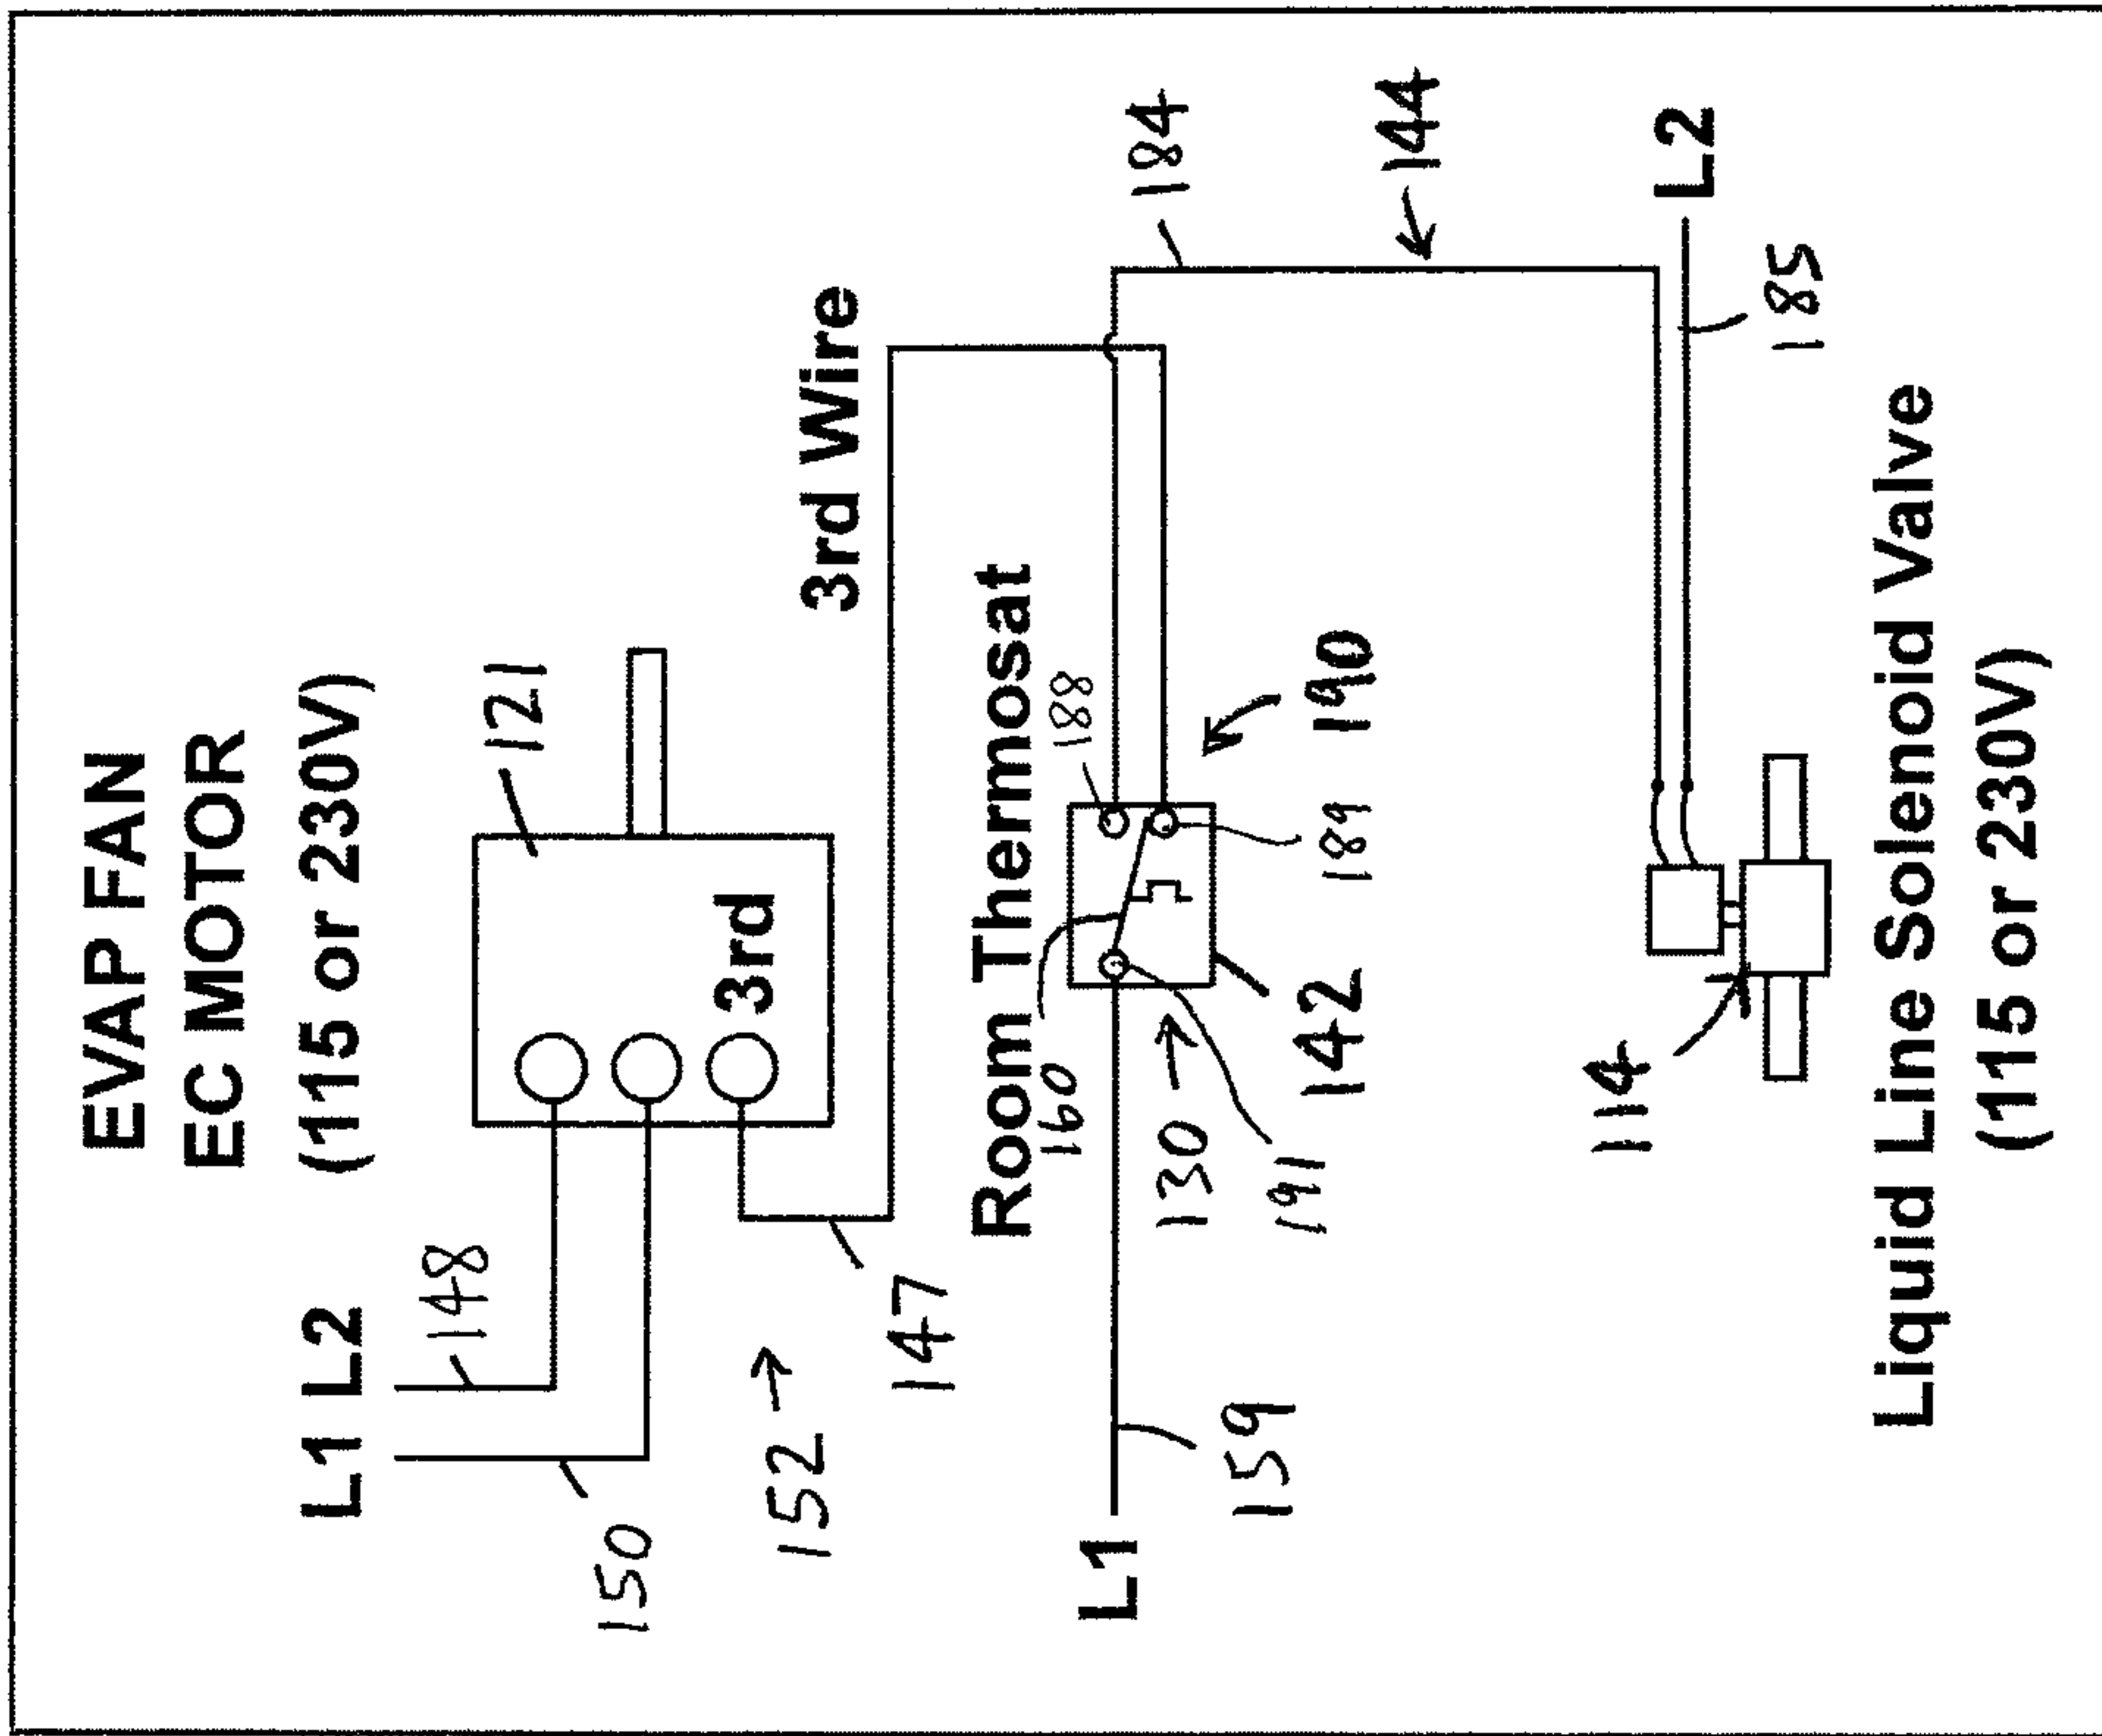 EVAP FAN
EC MOTOR
L1 L2 (115 or 230V)
148
121
150
3rd
152
147
3rd Wire
Room Thermosat
160
188
184
L1
159
130
191
142
189
190
144
114
L2
185
Liquid Line Solenoid Valve
(115 or 230V)